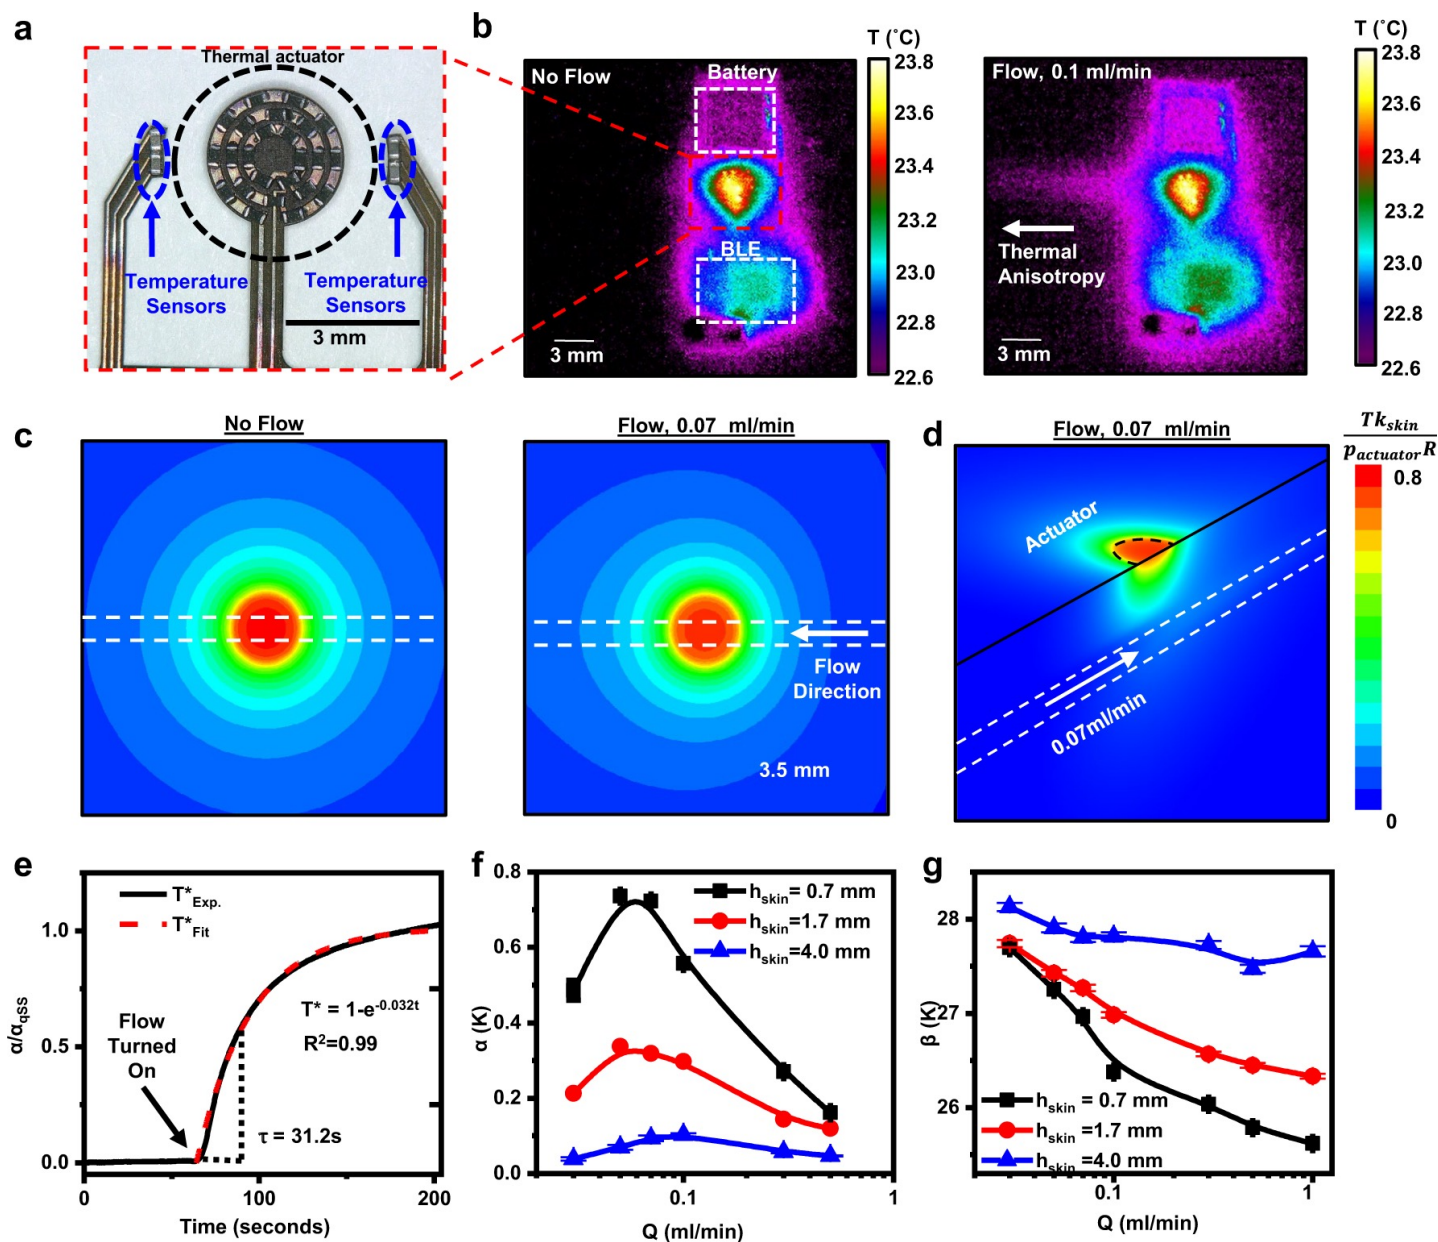 a
Thermal actuator
Temperature
Sensors
Temperature
Sensors
3 mm
b
T (˚C)
No Flow
Battery
BLE
3 mm
23.8
23.6
23.4
23.2
23.0
22.8
22.6
T (˚C)
Flow, 0.1 ml/min
Thermal
Anisotropy
3 mm
23.8
23.6
23.4
23.2
23.0
22.8
22.6
c
No Flow
Flow, 0.07 ml/min
Flow
Direction
3.5 mm
d
Flow, 0.07 ml/min
Actuator
0.07ml/min
Tk_skin
p_actuator R
0.8
0
e
T*Exp.
T*Fit
T* = 1-e^-0.032t
R²=0.99
Flow
Turned
On
τ = 31.2s
α/α_qSS
1.0
0.5
0.0
0
100
200
Time (seconds)
f
h_skin= 0.7 mm
h_skin=1.7 mm
h_skin=4.0 mm
α (K)
0.8
0.6
0.4
0.2
0.0
0.1
1
Q (ml/min)
g
β (K)
28
27
26
h_skin = 0.7 mm
h_skin = 1.7 mm
h_skin =4.0 mm
0.1
1
Q (ml/min)